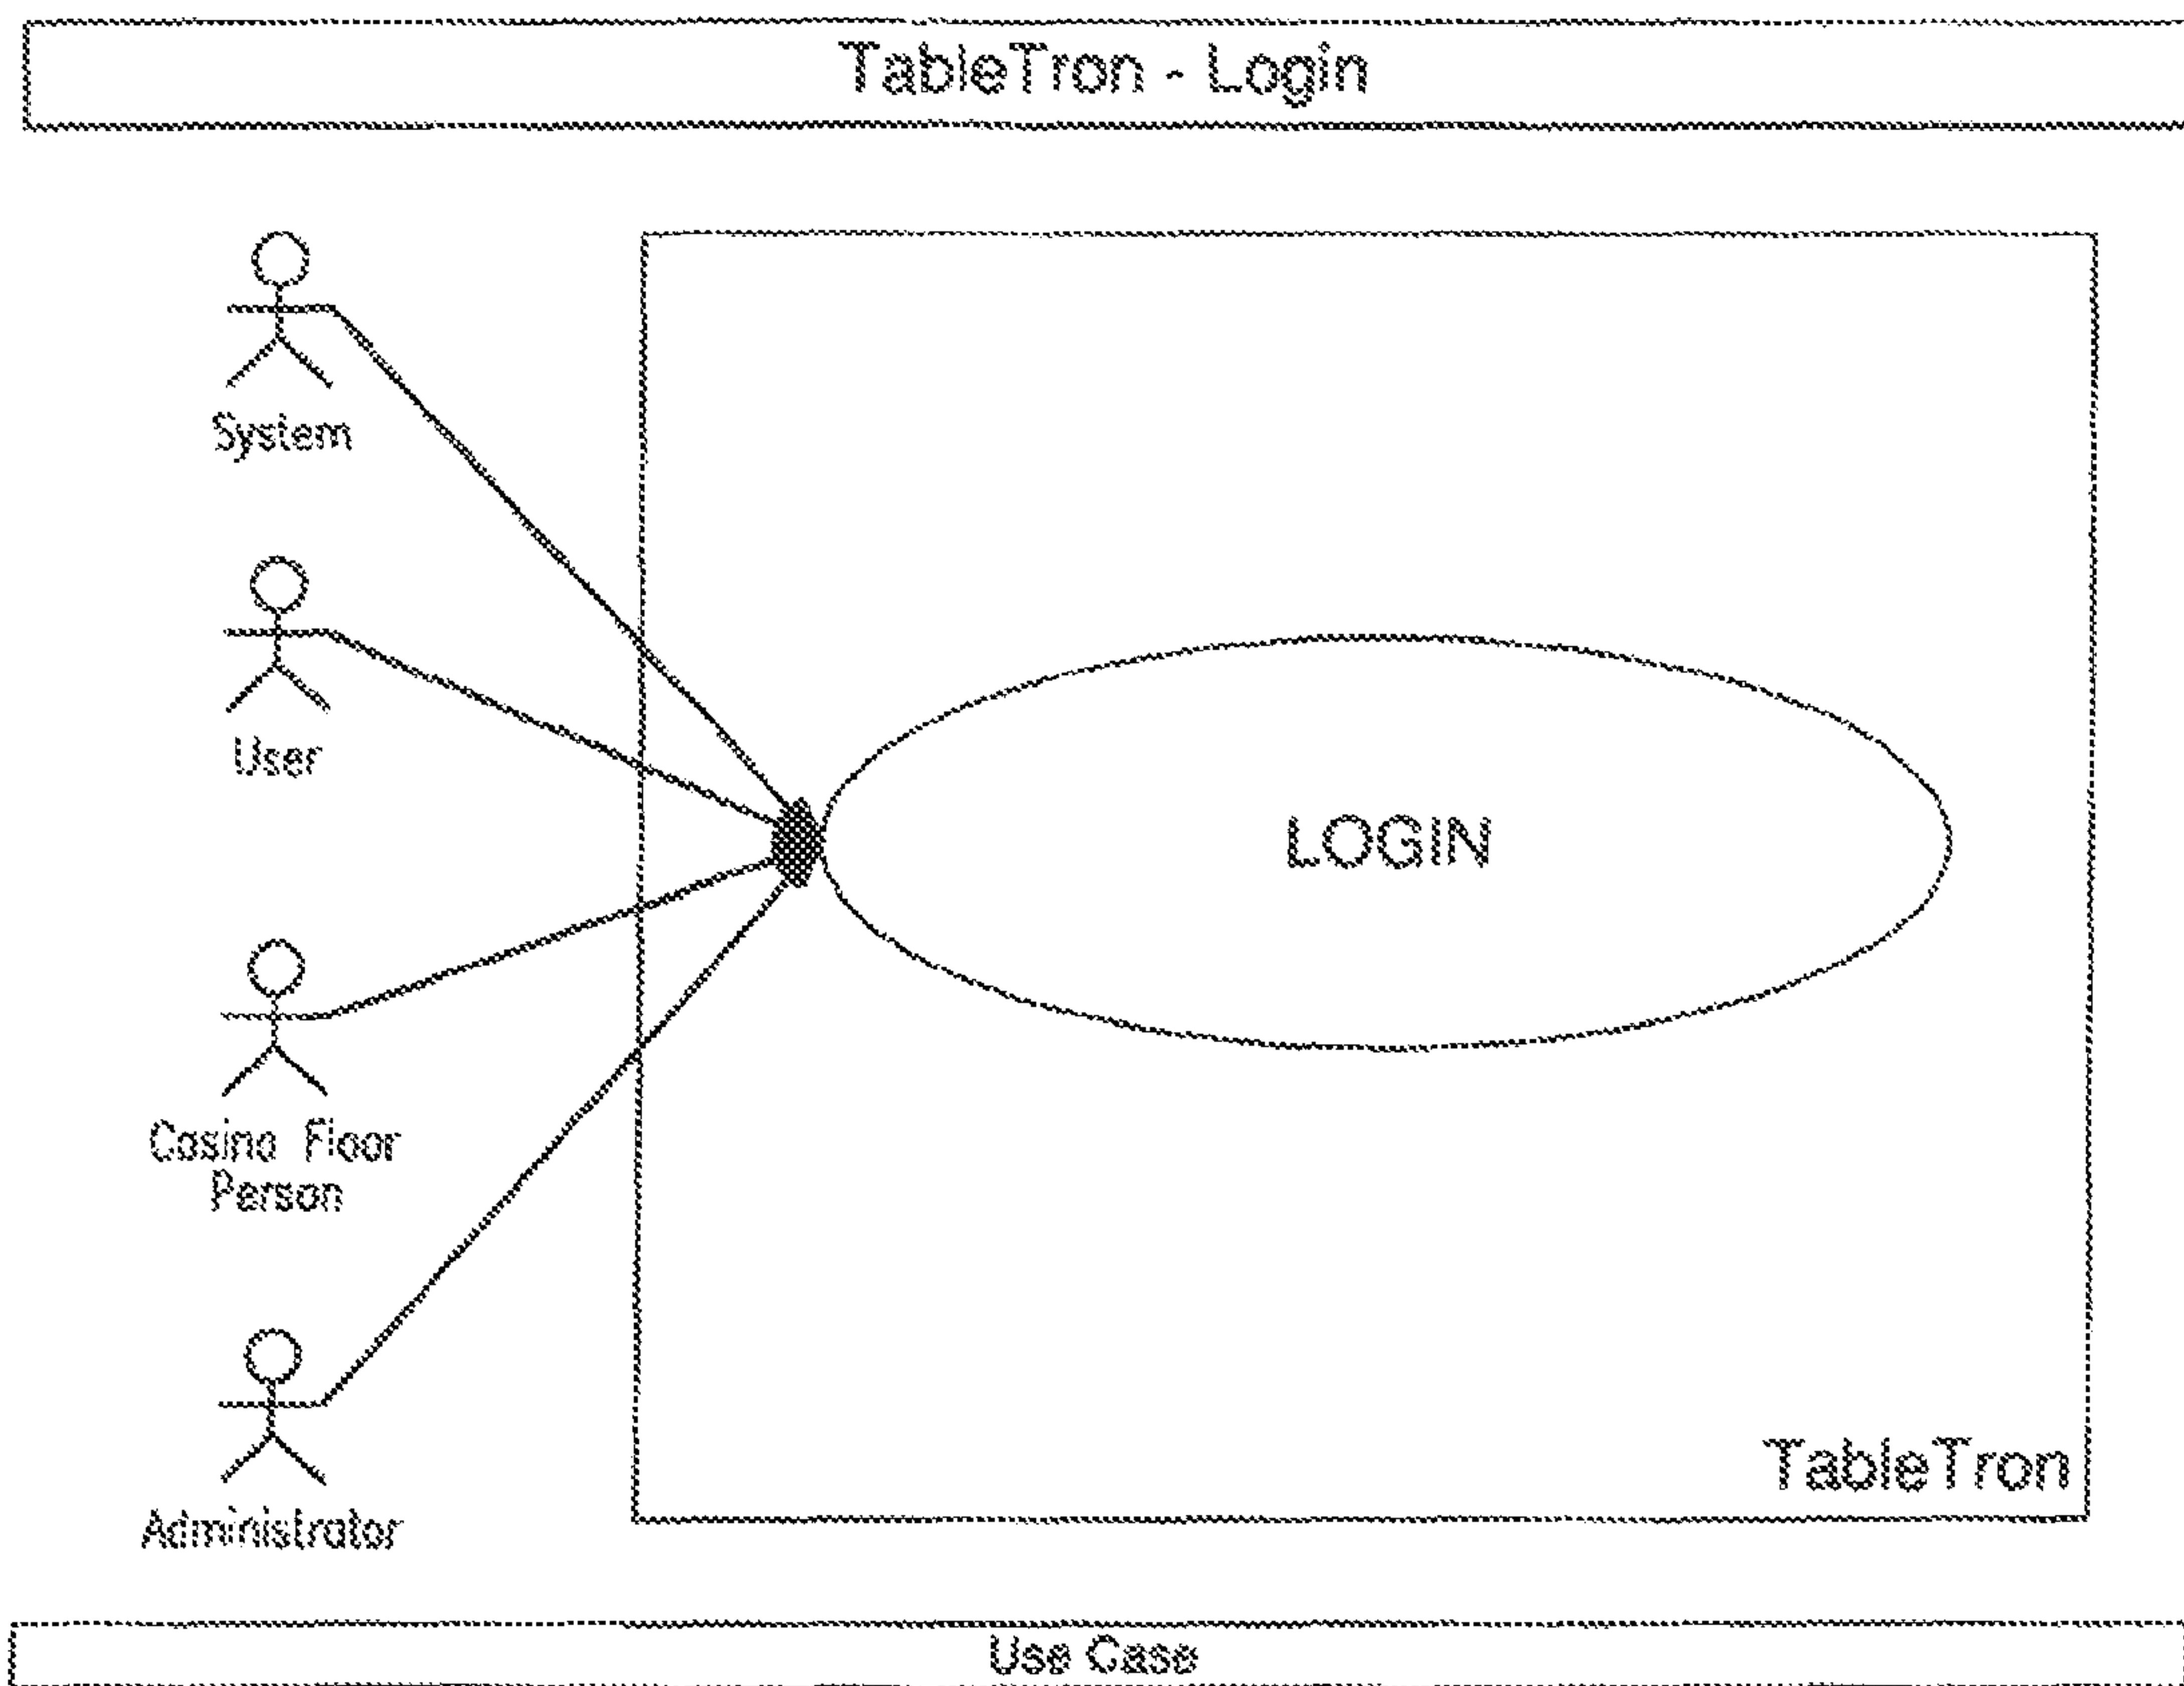 TableTron - Login
System
User
LOGIN
Casino Floor
Person
Administrator
TableTron
Use Case